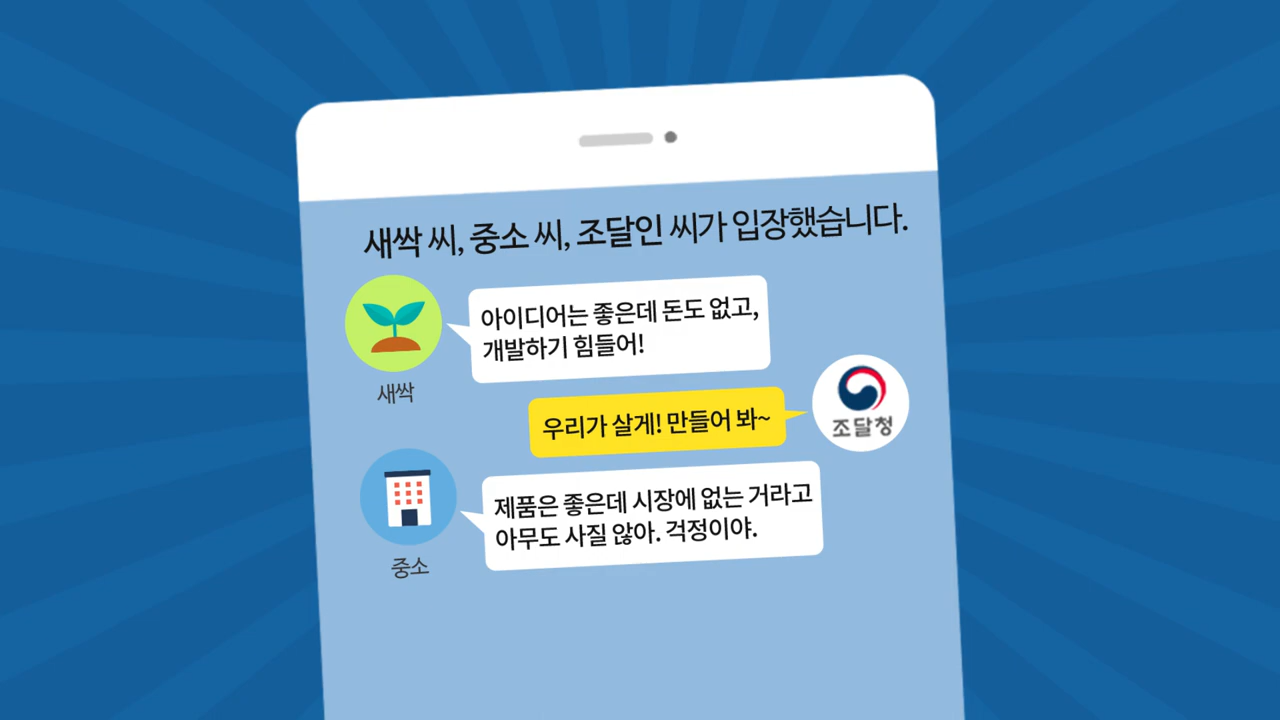 새싹 씨, 중소 씨, 조달인 씨가 입장했습니다.
아이디어는 좋은데 돈도 없고,
개발하기 힘들어!
새싹
우리가 살게! 만들어 봐~
조달청
제품은 좋은데 시장에 없는 거라고
아무도 사질 않아. 걱정이야.
중소